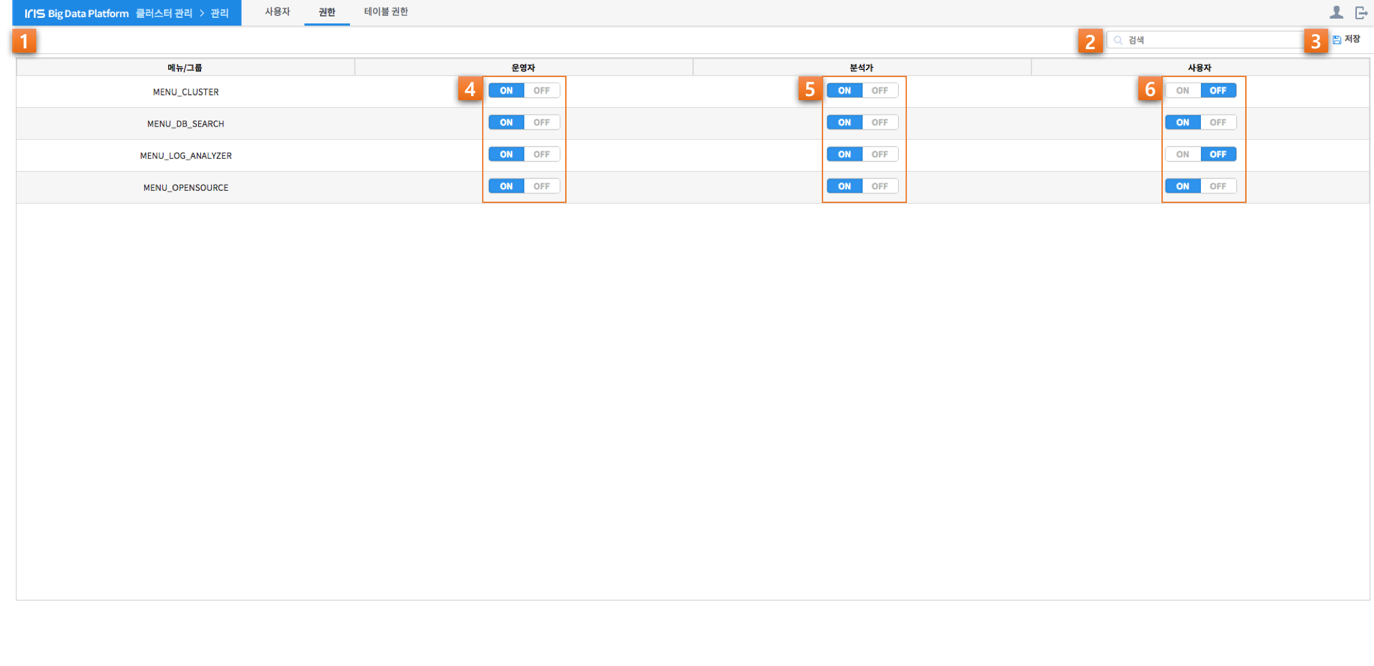 IRIS Big Data Platform 클러스터 관리 > 관리 사용자 권한 테이블 권한
1 2 검색 3 저장
메뉴/그룹 운영자 분석가 사용자
MENU_CLUSTER 4 ON OFF 5 ON OFF 6 ON OFF
MENU_DB_SEARCH ON OFF ON OFF ON OFF
MENU_LOG_ANALYZER ON OFF ON OFF ON OFF
MENU_OPENSOURCE ON OFF ON OFF ON OFF